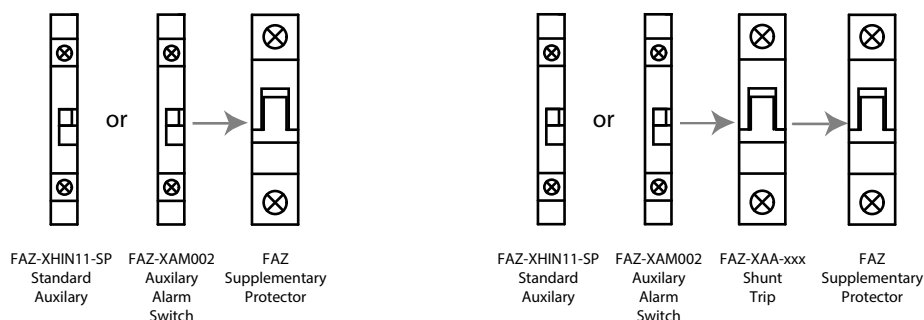 or
or
FAZ-XHIN11-SP
Standard
Auxilary
FAZ-XAM002
Auxilary
Alarm
Switch
FAZ
Supplementary
Protector
FAZ-XHIN11-SP
Standard
Auxilary
FAZ-XAM002
Auxilary
Alarm
Switch
FAZ-XAA-xxx
Shunt
Trip
FAZ
Supplementary
Protector